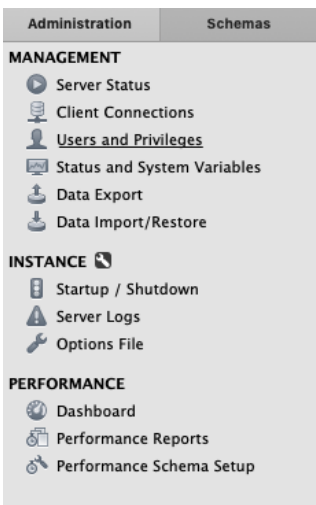 Administration Schemas
MANAGEMENT
Server Status
Client Connections
Users and Privileges
Status and System Variables
Data Export
Data Import/Restore
INSTANCE
Startup / Shutdown
Server Logs
Options File
PERFORMANCE
Dashboard
Performance Reports
Performance Schema Setup